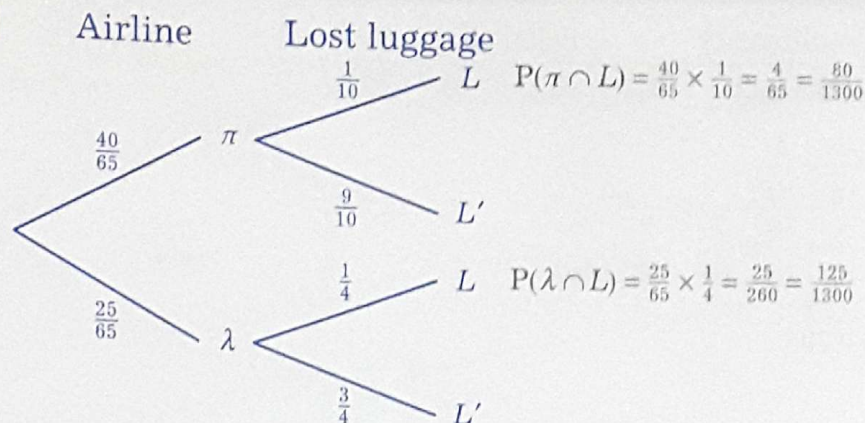 Airline Lost luggage
1/10 L P(π ∩ L) = 40/65 × 1/10 = 4/65 = 80/1300
40/65 π
9/10 L′
1/4 L P(λ ∩ L) = 25/65 × 1/4 = 25/260 = 125/1300
25/65 λ
3/4 L′